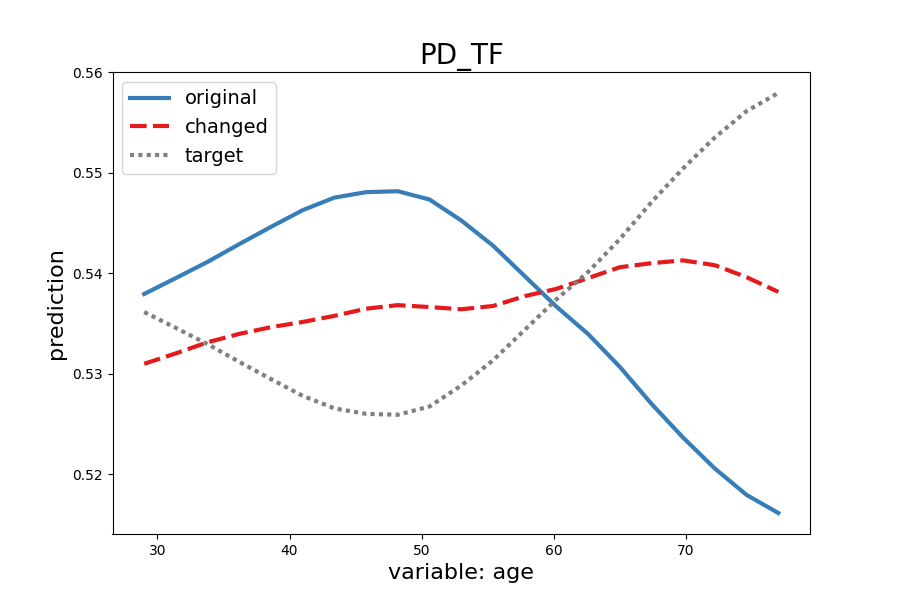 PD_TF
original
changed
target
0.56
0.55
0.54
0.53
0.52
prediction
30 40 50 60 70
variable: age